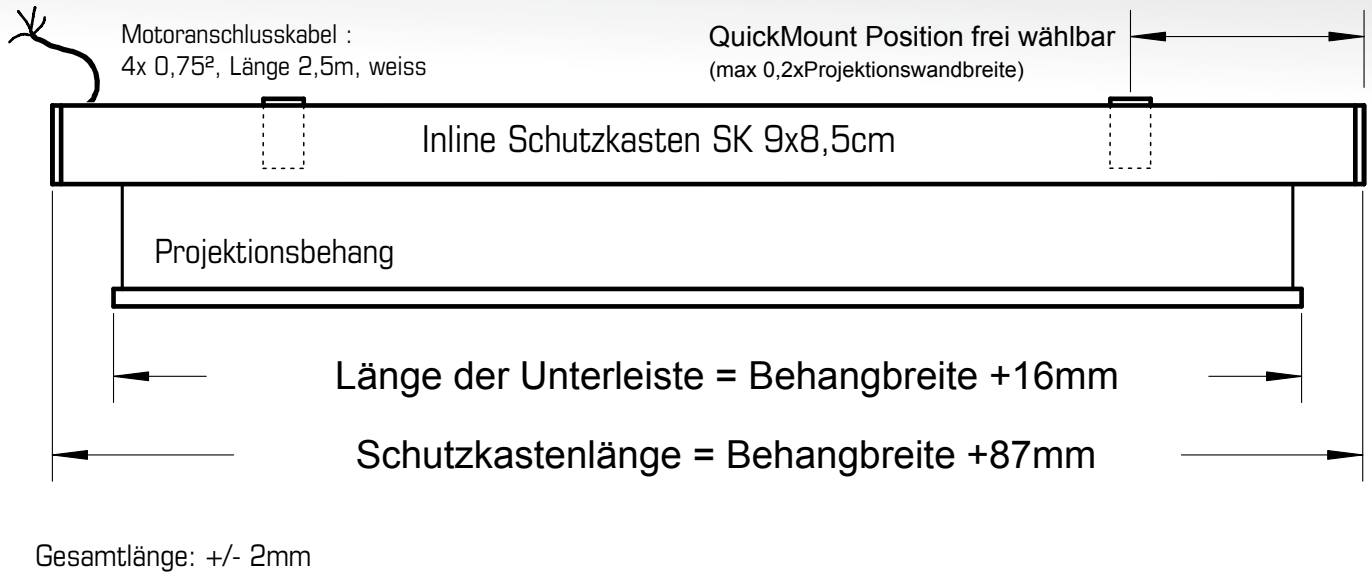 Motoranschlusskabel :
4x 0,75², Länge 2,5m, weiss
QuickMount Position frei wählbar
(max 0,2xProjektionswandbreite)
Inline Schutzkasten SK 9x8,5cm
Projektionsbehang
Länge der Unterleiste = Behangbreite +16mm
Schutzkastenlänge = Behangbreite +87mm
Gesamtlänge: +/- 2mm